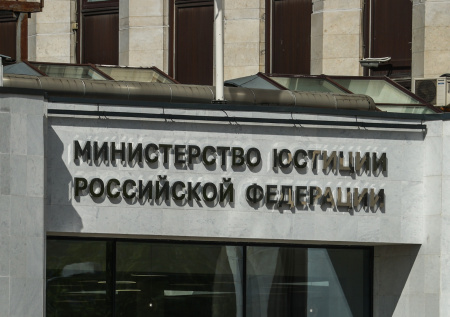 МИНИСТЕРСТВО ЮСТИЦИИ
РОССИЙСКОЙ ФЕДЕРАЦИИ